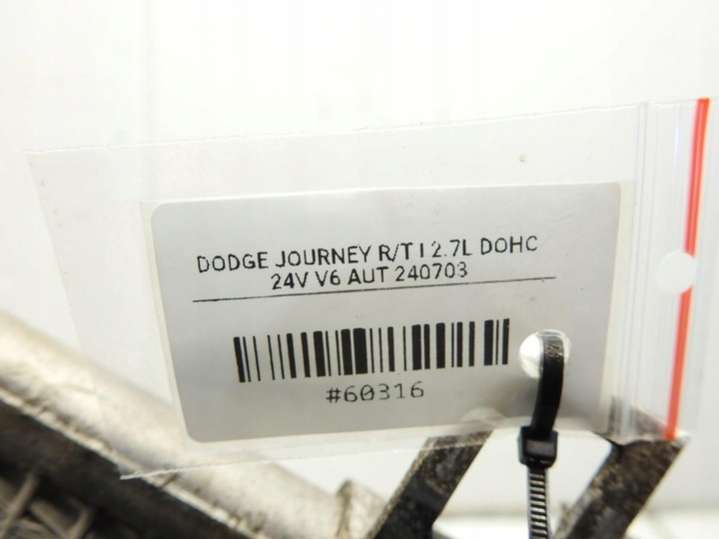 DODGE JOURNEY R/T I 2.7L DOHC
24V V6 AUT 240703
#60316